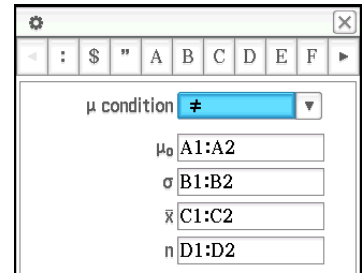 : $ " A B C D E F
μ condition ≠
μ₀ A1:A2
σ B1:B2
x̄ C1:C2
n D1:D2